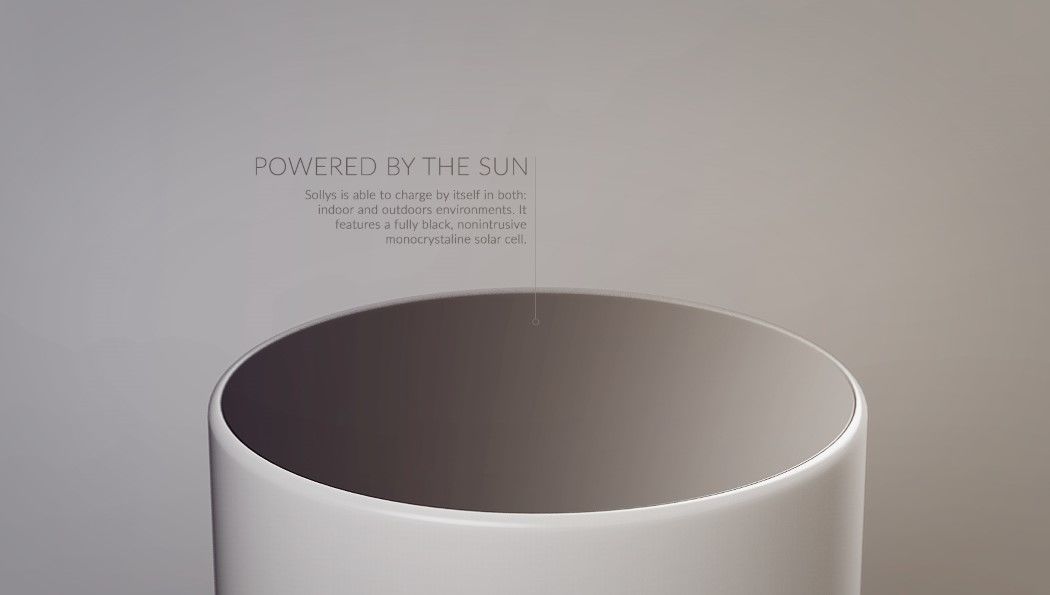 POWERED BY THE SUN
Sollys is able to charge by itself in both:
indoor and outdoors environments. It
features a fully black, nonintrusive
monocrystaline solar cell.